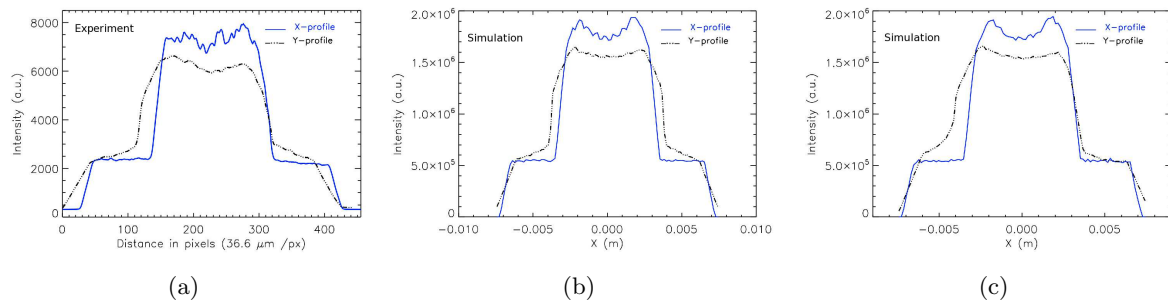 Experiment
X-profile
Y-profile
8000
6000
4000
2000
0
Intensity (a.u.)
0 100 200 300 400
Distance in pixels (36.6 μm /px)
(a)
Simulation
X-profile
Y-profile
2.0×10⁶
1.5×10⁶
1.0×10⁶
5.0×10⁵
0
Intensity (a.u.)
−0.010 −0.005 0.000 0.005 0.010
X (m)
(b)
Simulation
X-profile
Y-profile
2.0×10⁶
1.5×10⁶
1.0×10⁶
5.0×10⁵
0
Intensity (a.u.)
−0.005 0.000 0.005
X (m)
(c)